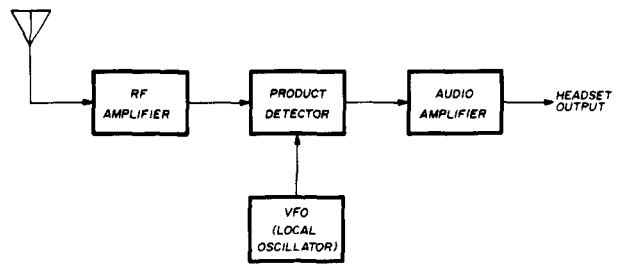 RF
AMPLIFIER
PRODUCT
DETECTOR
AUDIO
AMPLIFIER
HEADSET
OUTPUT
VFO
(LOCAL
OSCILLATOR)